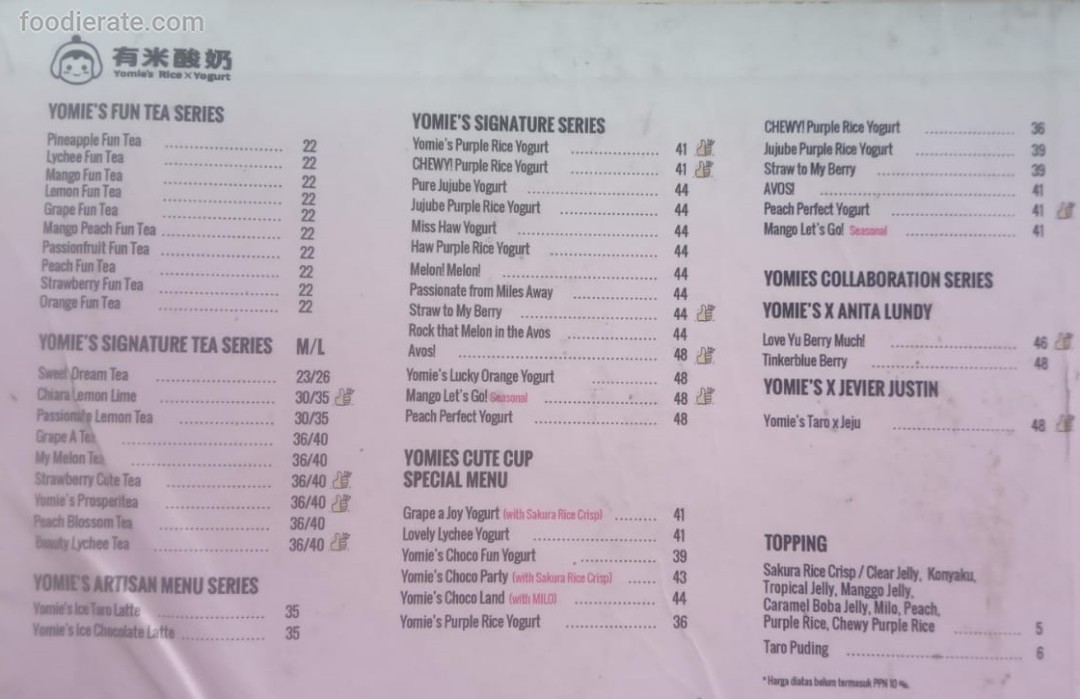 foodierate.com
有米酸奶
Yomie's Rice X Yogurt
YOMIE'S FUN TEA SERIES
Pineapple Fun Tea 22
Lychee Fun Tea 22
Mango Fun Tea 22
Lemon Fun Tea 22
Grape Fun Tea 22
Mango Peach Fun Tea 22
Passionfruit Fun Tea 22
Peach Fun Tea 22
Strawberry Fun Tea 22
Orange Fun Tea 22
YOMIE'S SIGNATURE TEA SERIES M/L
Sweet Dream Tea 23/26
Chiara Lemon Lime 30/35
Passionate Lemon Tea 30/35
Grape A Tea 36/40
My Melon Tea 36/40
Strawberry Cute Tea 36/40
Yomie's Prosperitea 36/40
Peach Blossom Tea 36/40
Beauty Lychee Tea 36/40
YOMIE'S ARTISAN MENU SERIES
Yomie's Ice Taro Latte 35
Yomie's Ice Chocolate Latte 35
YOMIE'S SIGNATURE SERIES
Yomie's Purple Rice Yogurt 41
CHEWY! Purple Rice Yogurt 41
Pure Jujube Yogurt 44
Jujube Purple Rice Yogurt 44
Miss Haw Yogurt 44
Haw Purple Rice Yogurt 44
Melon! Melon! 44
Passionate from Miles Away 44
Straw to My Berry 44
Rock that Melon in the Avos 44
Avos! 48
Yomie's Lucky Orange Yogurt 48
Mango Let's Go! Seasonal 48
Peach Perfect Yogurt 48
YOMIES CUTE CUP
SPECIAL MENU
Grape a Joy Yogurt (with Sakura Rice Crisp) 41
Lovely Lychee Yogurt 41
Yomie's Choco Fun Yogurt 39
Yomie's Choco Party (with Sakura Rice Crisp) 43
Yomie's Choco Land (with MILO) 44
Yomie's Purple Rice Yogurt 36
CHEWY! Purple Rice Yogurt 36
Jujube Purple Rice Yogurt 39
Straw to My Berry 39
AVOS! 41
Peach Perfect Yogurt 41
Mango Let's Go! Seasonal 41
YOMIES COLLABORATION SERIES
YOMIE'S X ANITA LUNDY
Love Yu Berry Much! 46
Tinkerblue Berry 48
YOMIE'S X JEVIER JUSTIN
Yomie's Taro x Jeju 48
TOPPING
Sakura Rice Crisp / Clear Jelly, Konyaku,
Tropical Jelly, Manggo Jelly,
Caramel Boba Jelly, Milo, Peach,
Purple Rice, Chewy Purple Rice 5
Taro Puding 6
*Harga diatas belum termasuk PPN 10 %